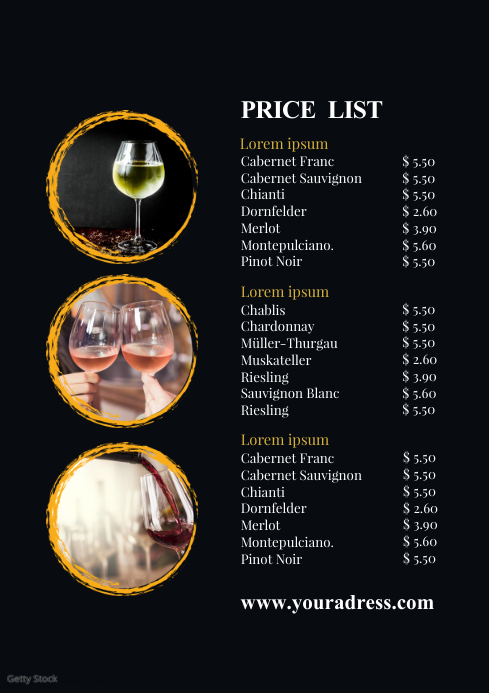 PRICE LIST
Lorem ipsum
Cabernet Franc $ 5.50
Cabernet Sauvignon $ 5.50
Chianti $ 5.50
Dornfelder $ 2.60
Merlot $ 3.90
Montepulciano. $ 5.60
Pinot Noir $ 5.50
Lorem ipsum
Chablis $ 5.50
Chardonnay $ 5.50
Müller-Thurgau $ 5.50
Muskateller $ 2.60
Riesling $ 3.90
Sauvignon Blanc $ 5.60
Riesling $ 5.50
Lorem ipsum
Cabernet Franc $ 5.50
Cabernet Sauvignon $ 5.50
Chianti $ 5.50
Dornfelder $ 2.60
Merlot $ 3.90
Montepulciano. $ 5.60
Pinot Noir $ 5.50
www.youradress.com
Getty Stock